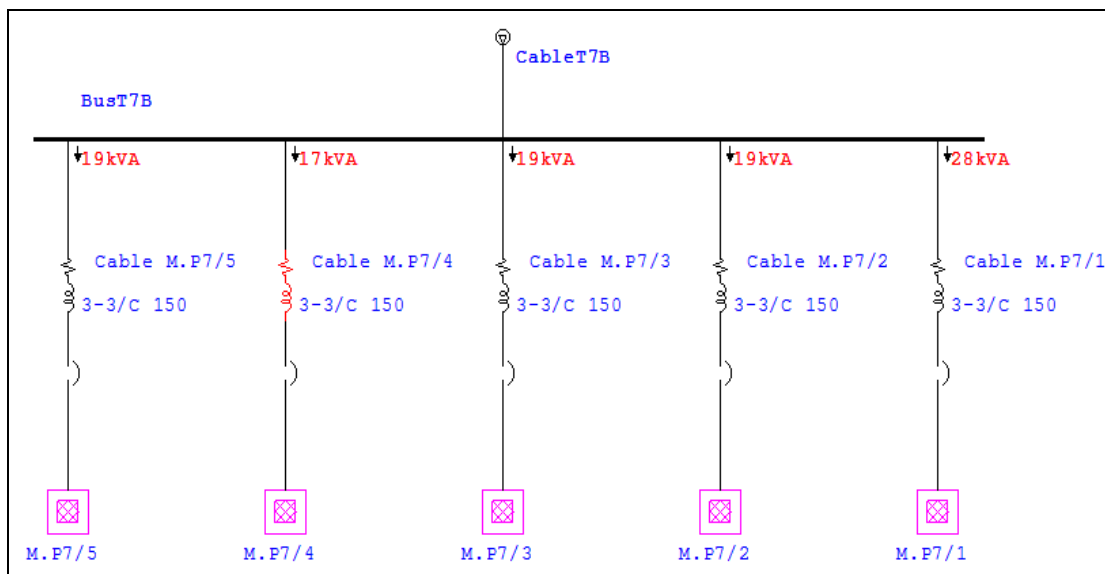 CableT7B
BusT7B
19kVA 17kVA 19kVA 19kVA 28kVA
Cable M.P7/5 Cable M.P7/4 Cable M.P7/3 Cable M.P7/2 Cable M.P7/1
3-3/C 150 3-3/C 150 3-3/C 150 3-3/C 150 3-3/C 150
M.P7/5 M.P7/4 M.P7/3 M.P7/2 M.P7/1